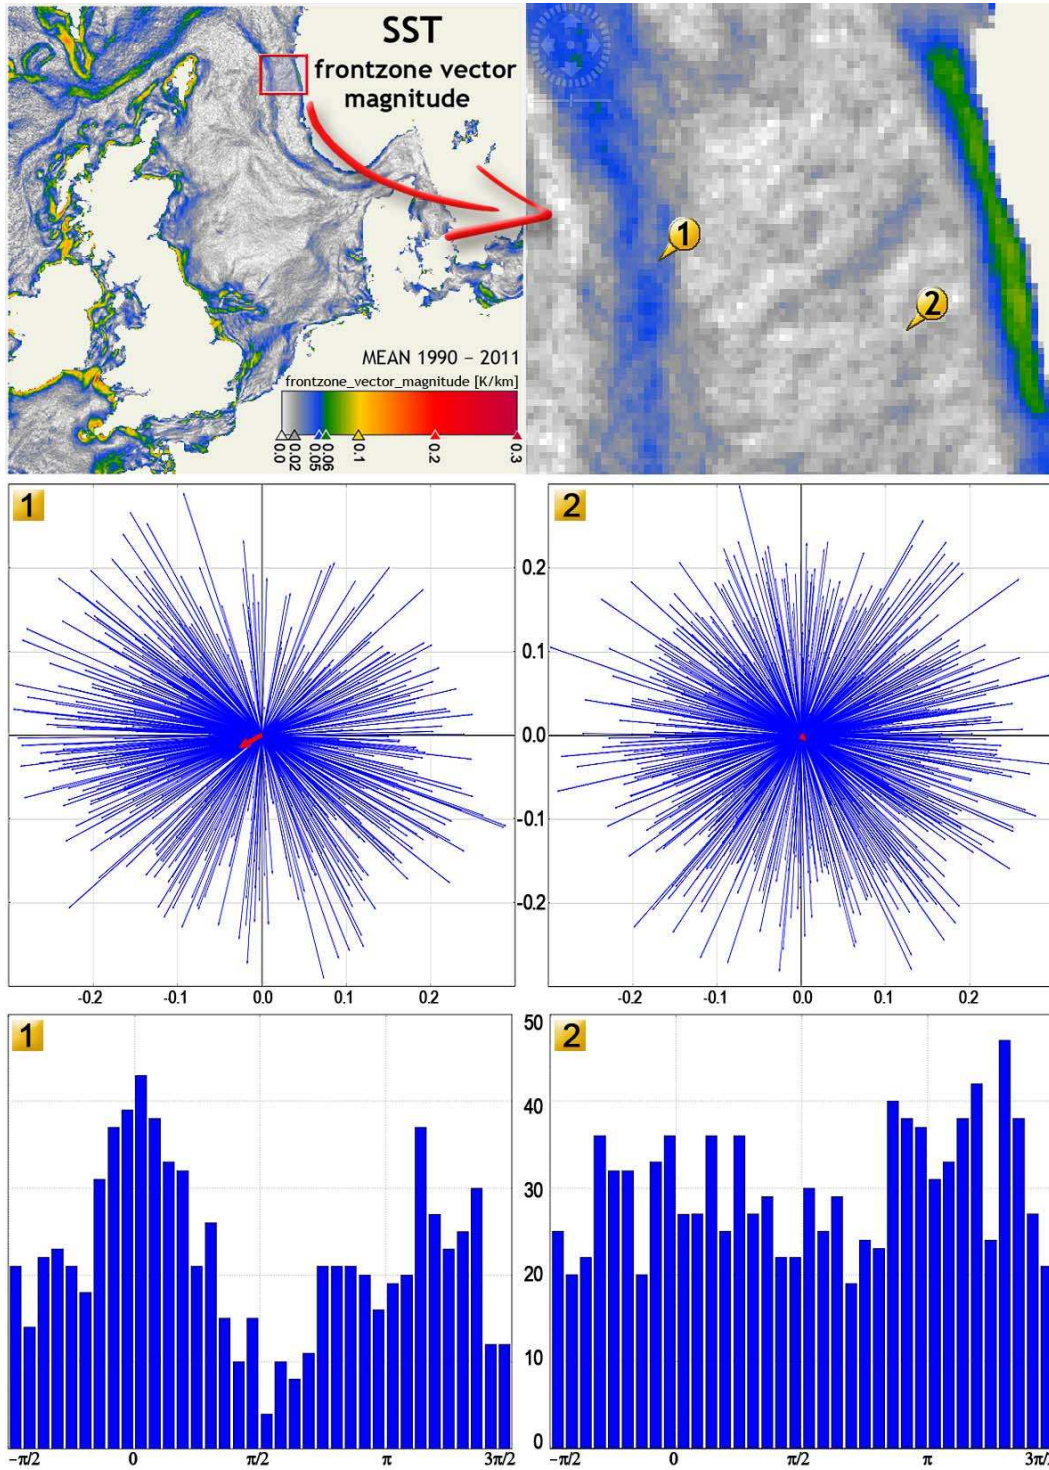 SST
frontzone vector
magnitude
MEAN 1990 – 2011
frontzone_vector_magnitude [K/km]
0.0 0.02 0.05 0.06 0.1 0.2 0.3
1
2
1
2
0.2
0.1
0.0
-0.1
-0.2
-0.2 -0.1 0.0 0.1 0.2
-0.2 -0.1 0.0 0.1 0.2
1
2
50
40
30
20
10
0
−π/2 0 π/2 π 3π/2
−π/2 0 π/2 π 3π/2